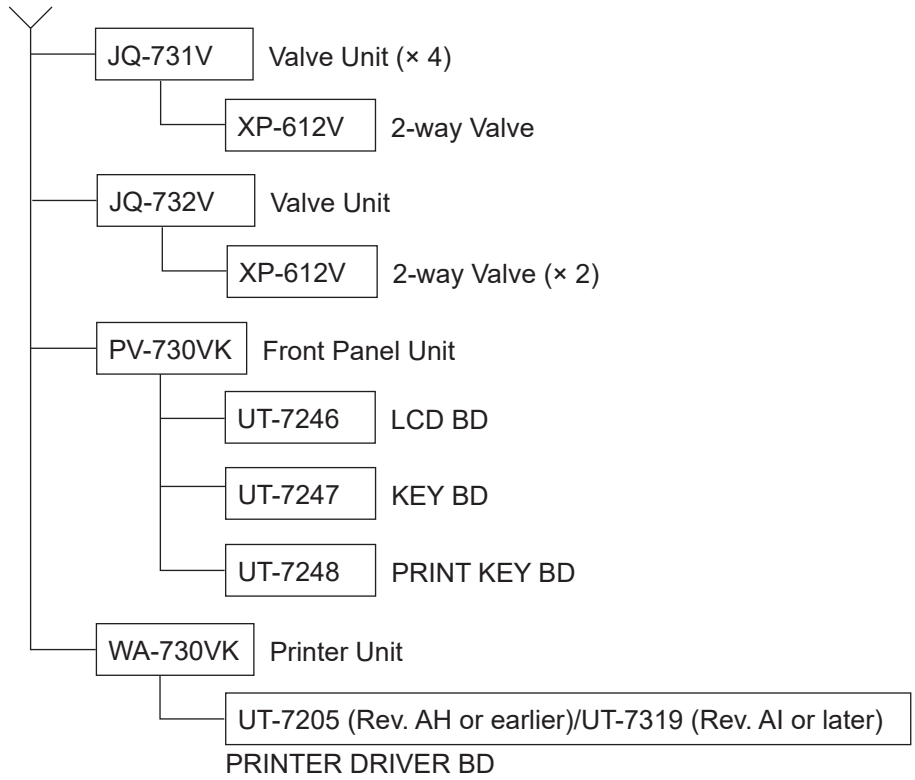 JQ-731V Valve Unit (× 4)
XP-612V 2-way Valve
JQ-732V Valve Unit
XP-612V 2-way Valve (× 2)
PV-730VK Front Panel Unit
UT-7246 LCD BD
UT-7247 KEY BD
UT-7248 PRINT KEY BD
WA-730VK Printer Unit
UT-7205 (Rev. AH or earlier)/UT-7319 (Rev. AI or later)
PRINTER DRIVER BD